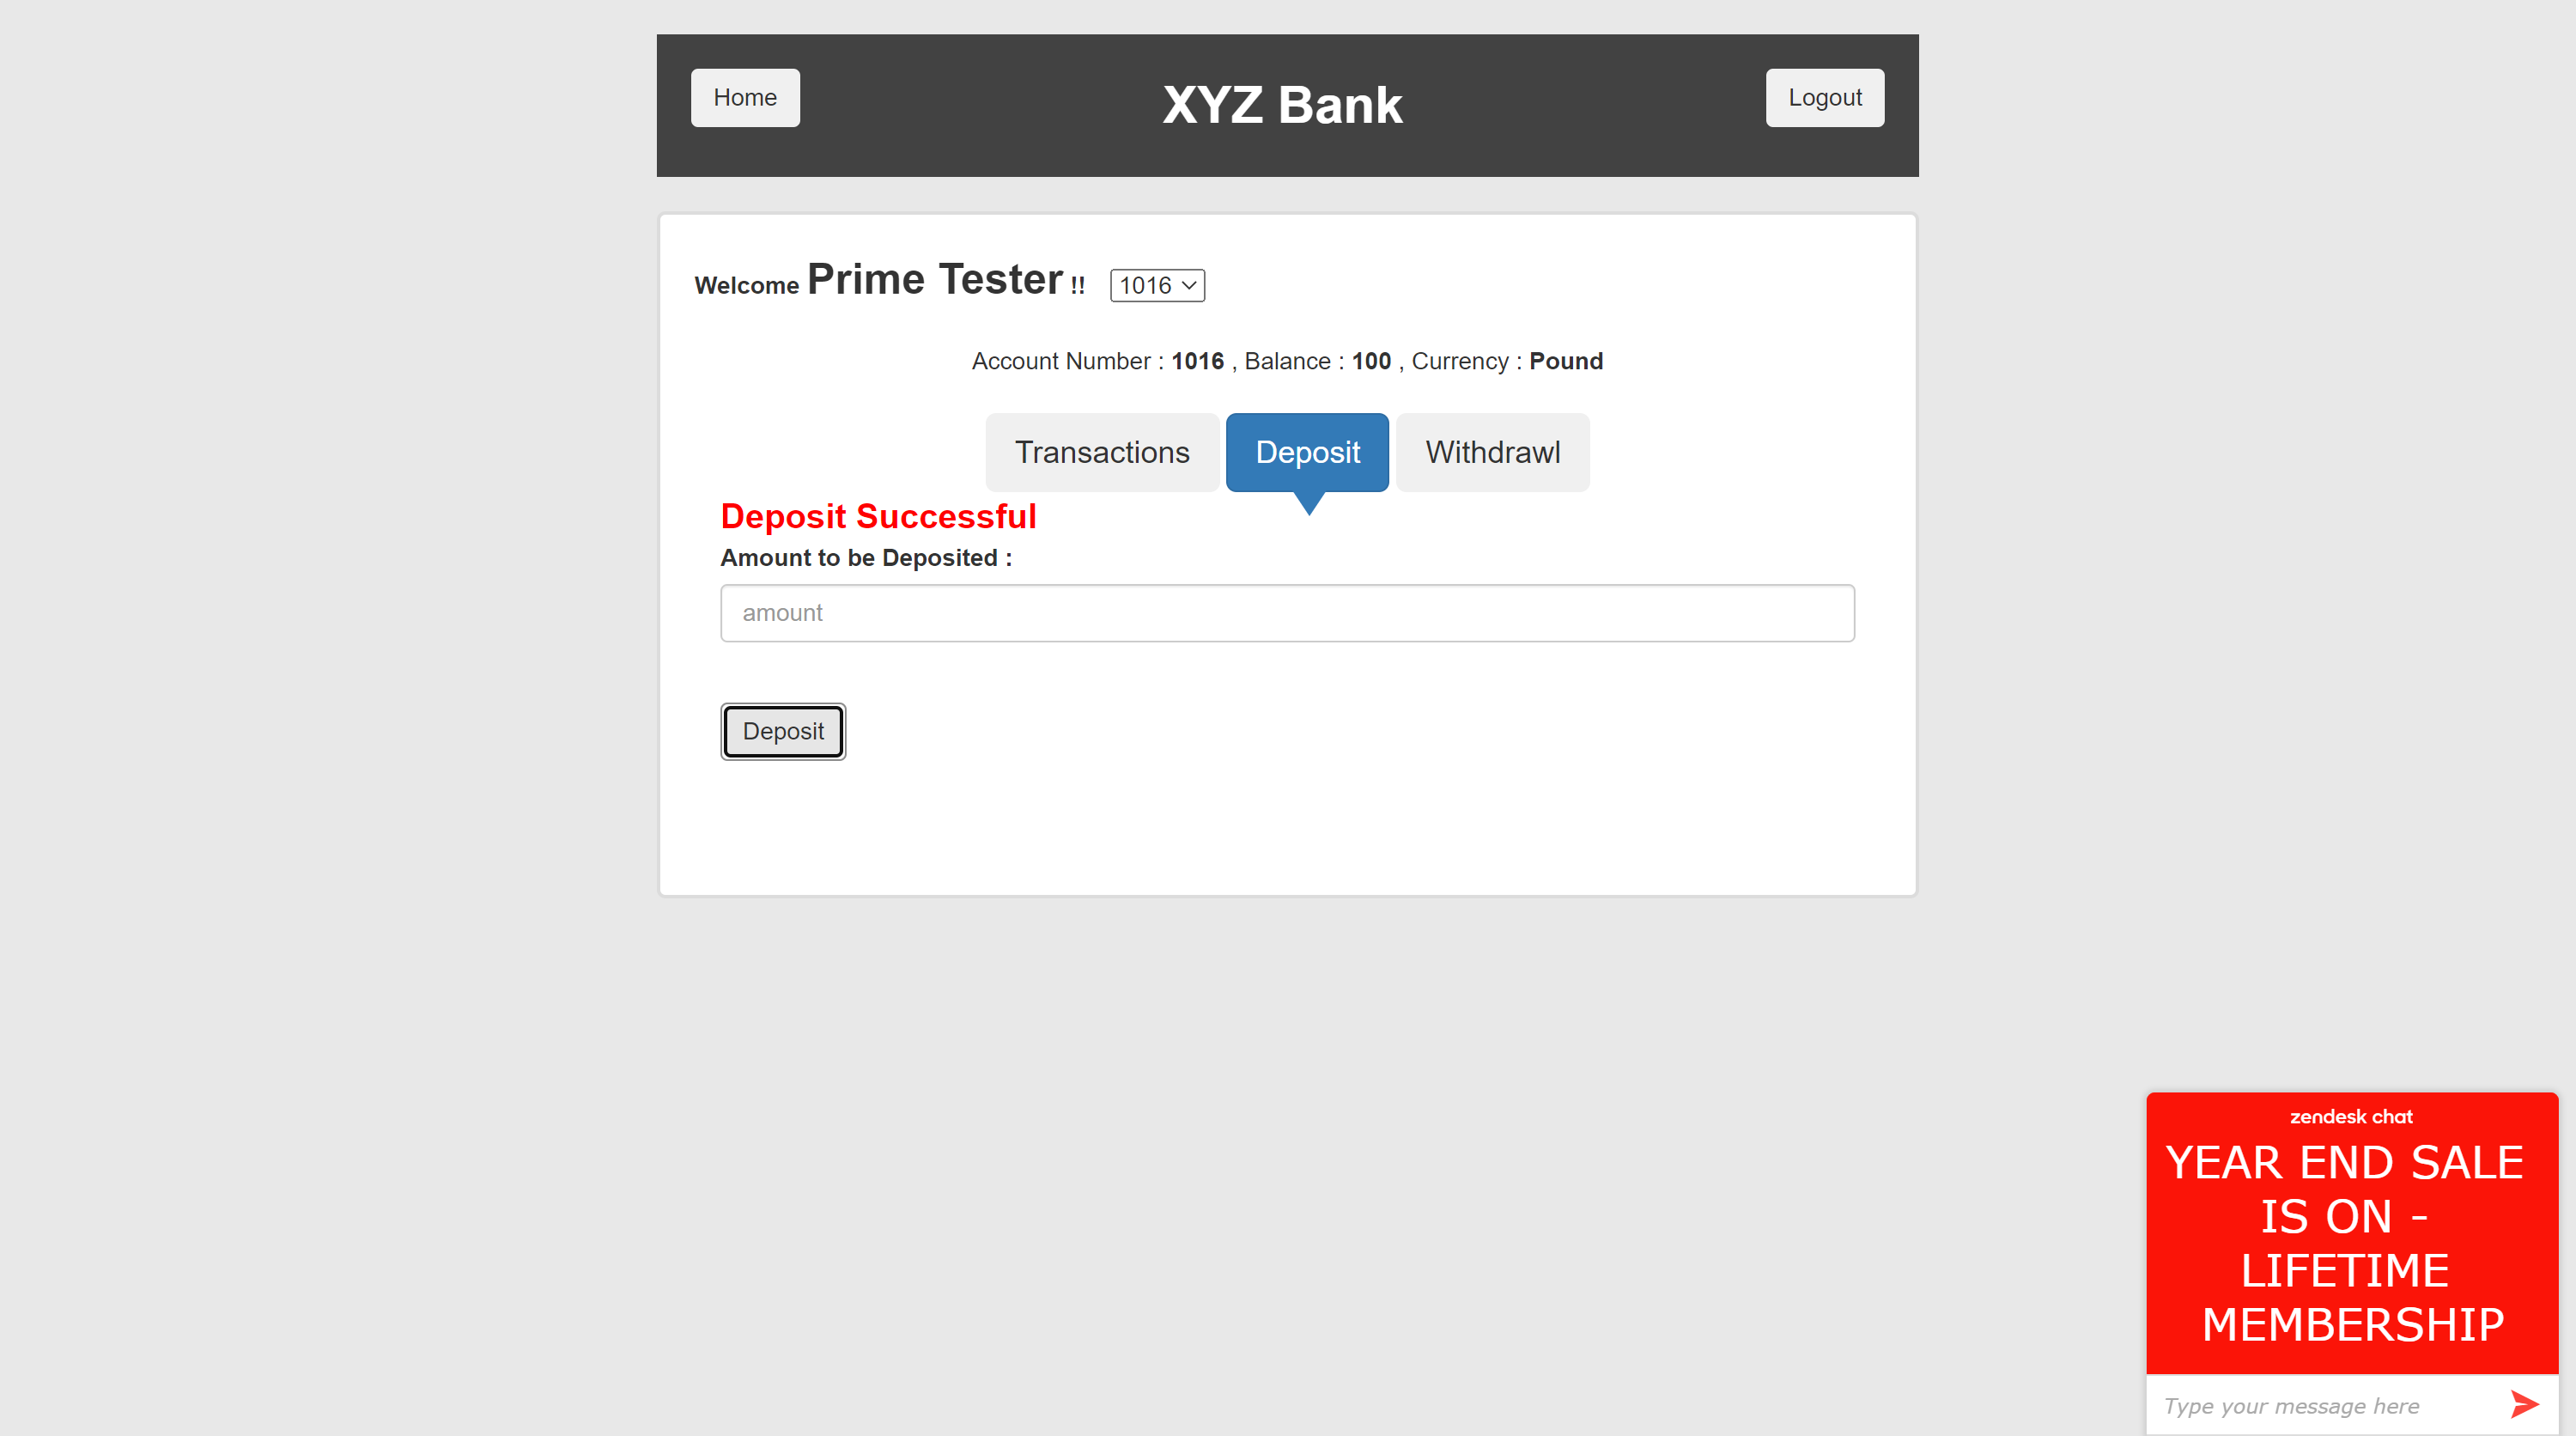 Home
XYZ Bank
Logout
Welcome Prime Tester !! 1016
Account Number : 1016 , Balance : 100 , Currency : Pound
Transactions
Deposit
Withdrawl
Deposit Successful
Amount to be Deposited :
amount
Deposit
zendesk chat
YEAR END SALE
IS ON -
LIFETIME
MEMBERSHIP
Type your message here